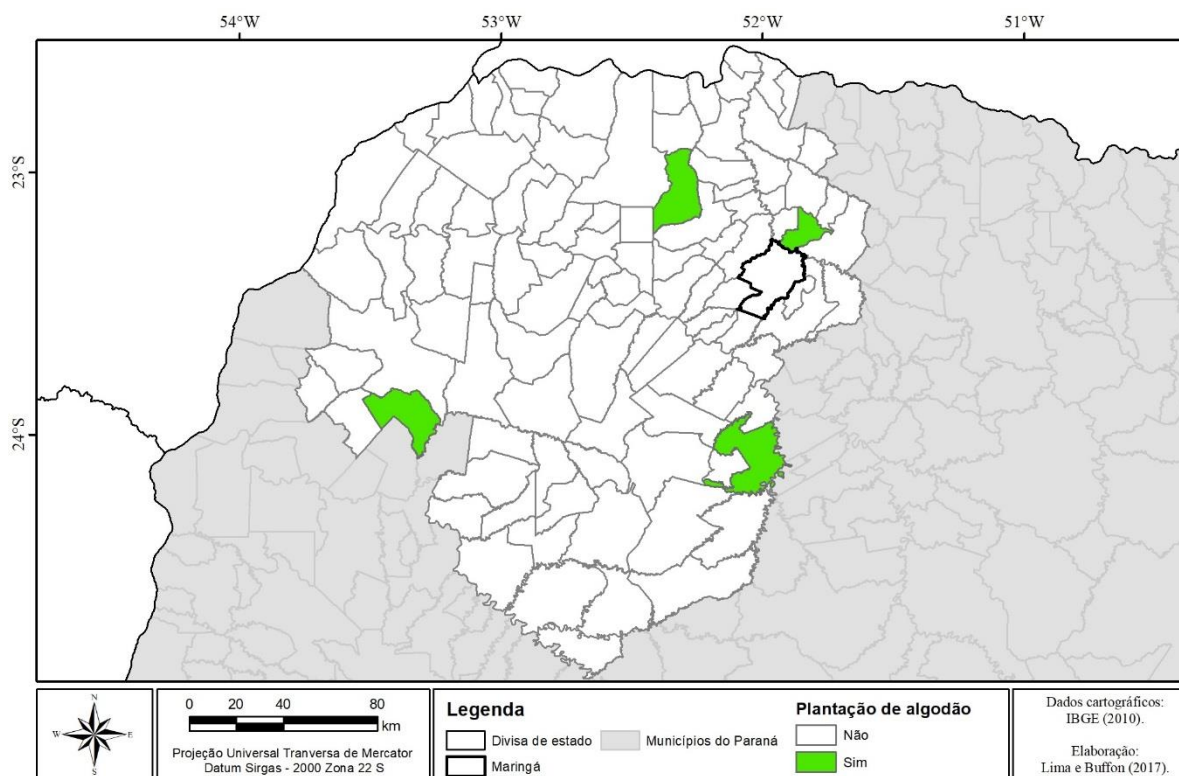 54°W 53°W 52°W 51°W
23°S
24°S
N
W E
S
0 20 40 80
km
Projeção Universal Tranversa de Mercator
Datum Sirgas - 2000 Zona 22 S
Legenda
Divisa de estado
Municípios do Paraná
Maringá
Plantação de algodão
Não
Sim
Dados cartográficos:
IBGE (2010).
Elaboração:
Lima e Buffon (2017).